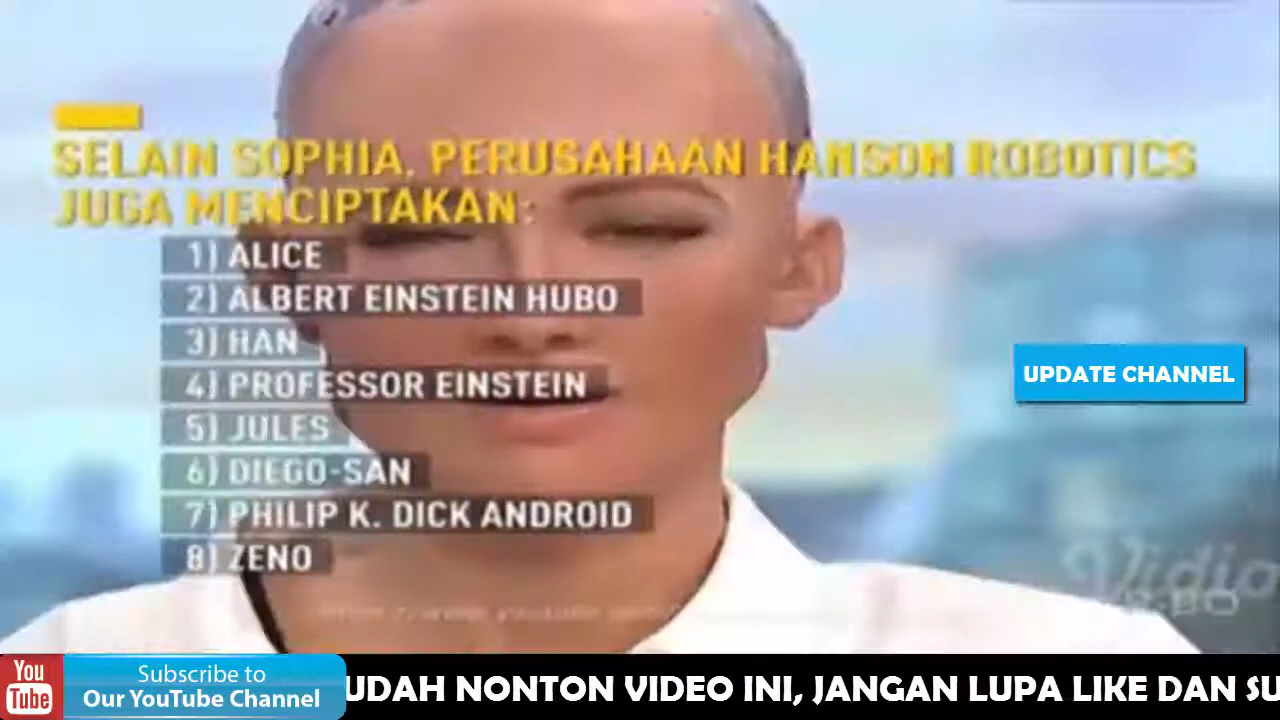 SELAIN SOPHIA, PERUSAHAAN HANSON ROBOTICS
JUGA MENCIPTAKAN:
1) ALICE
2) ALBERT EINSTEIN HUBO
3) HAN
4) PROFESSOR EINSTEIN
5) JULES
6) DIEGO-SAN
7) PHILIP K. DICK ANDROID
8) ZENO
UPDATE CHANNEL
Vidio
You
Tube
Subscribe to
Our YouTube Channel
UDAH NONTON VIDEO INI, JANGAN LUPA LIKE DAN SU